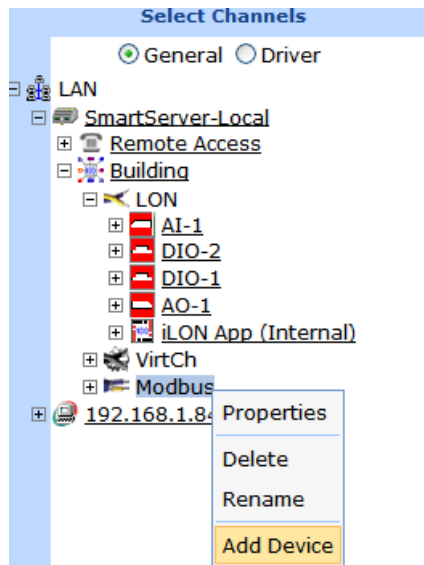 Select Channels
General Driver
LAN
SmartServer-Local
Remote Access
Building
LON
AI-1
DIO-2
DIO-1
AO-1
iLON App (Internal)
VirtCh
Modbus
192.168.1.84
Properties
Delete
Rename
Add Device